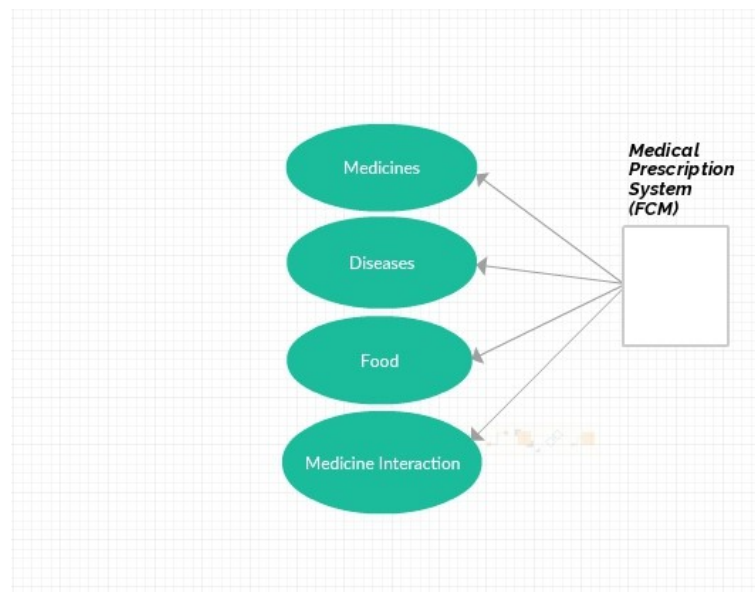 Medicines
Diseases
Food
Medicine Interaction
Medical
Prescription
System
(FCM)